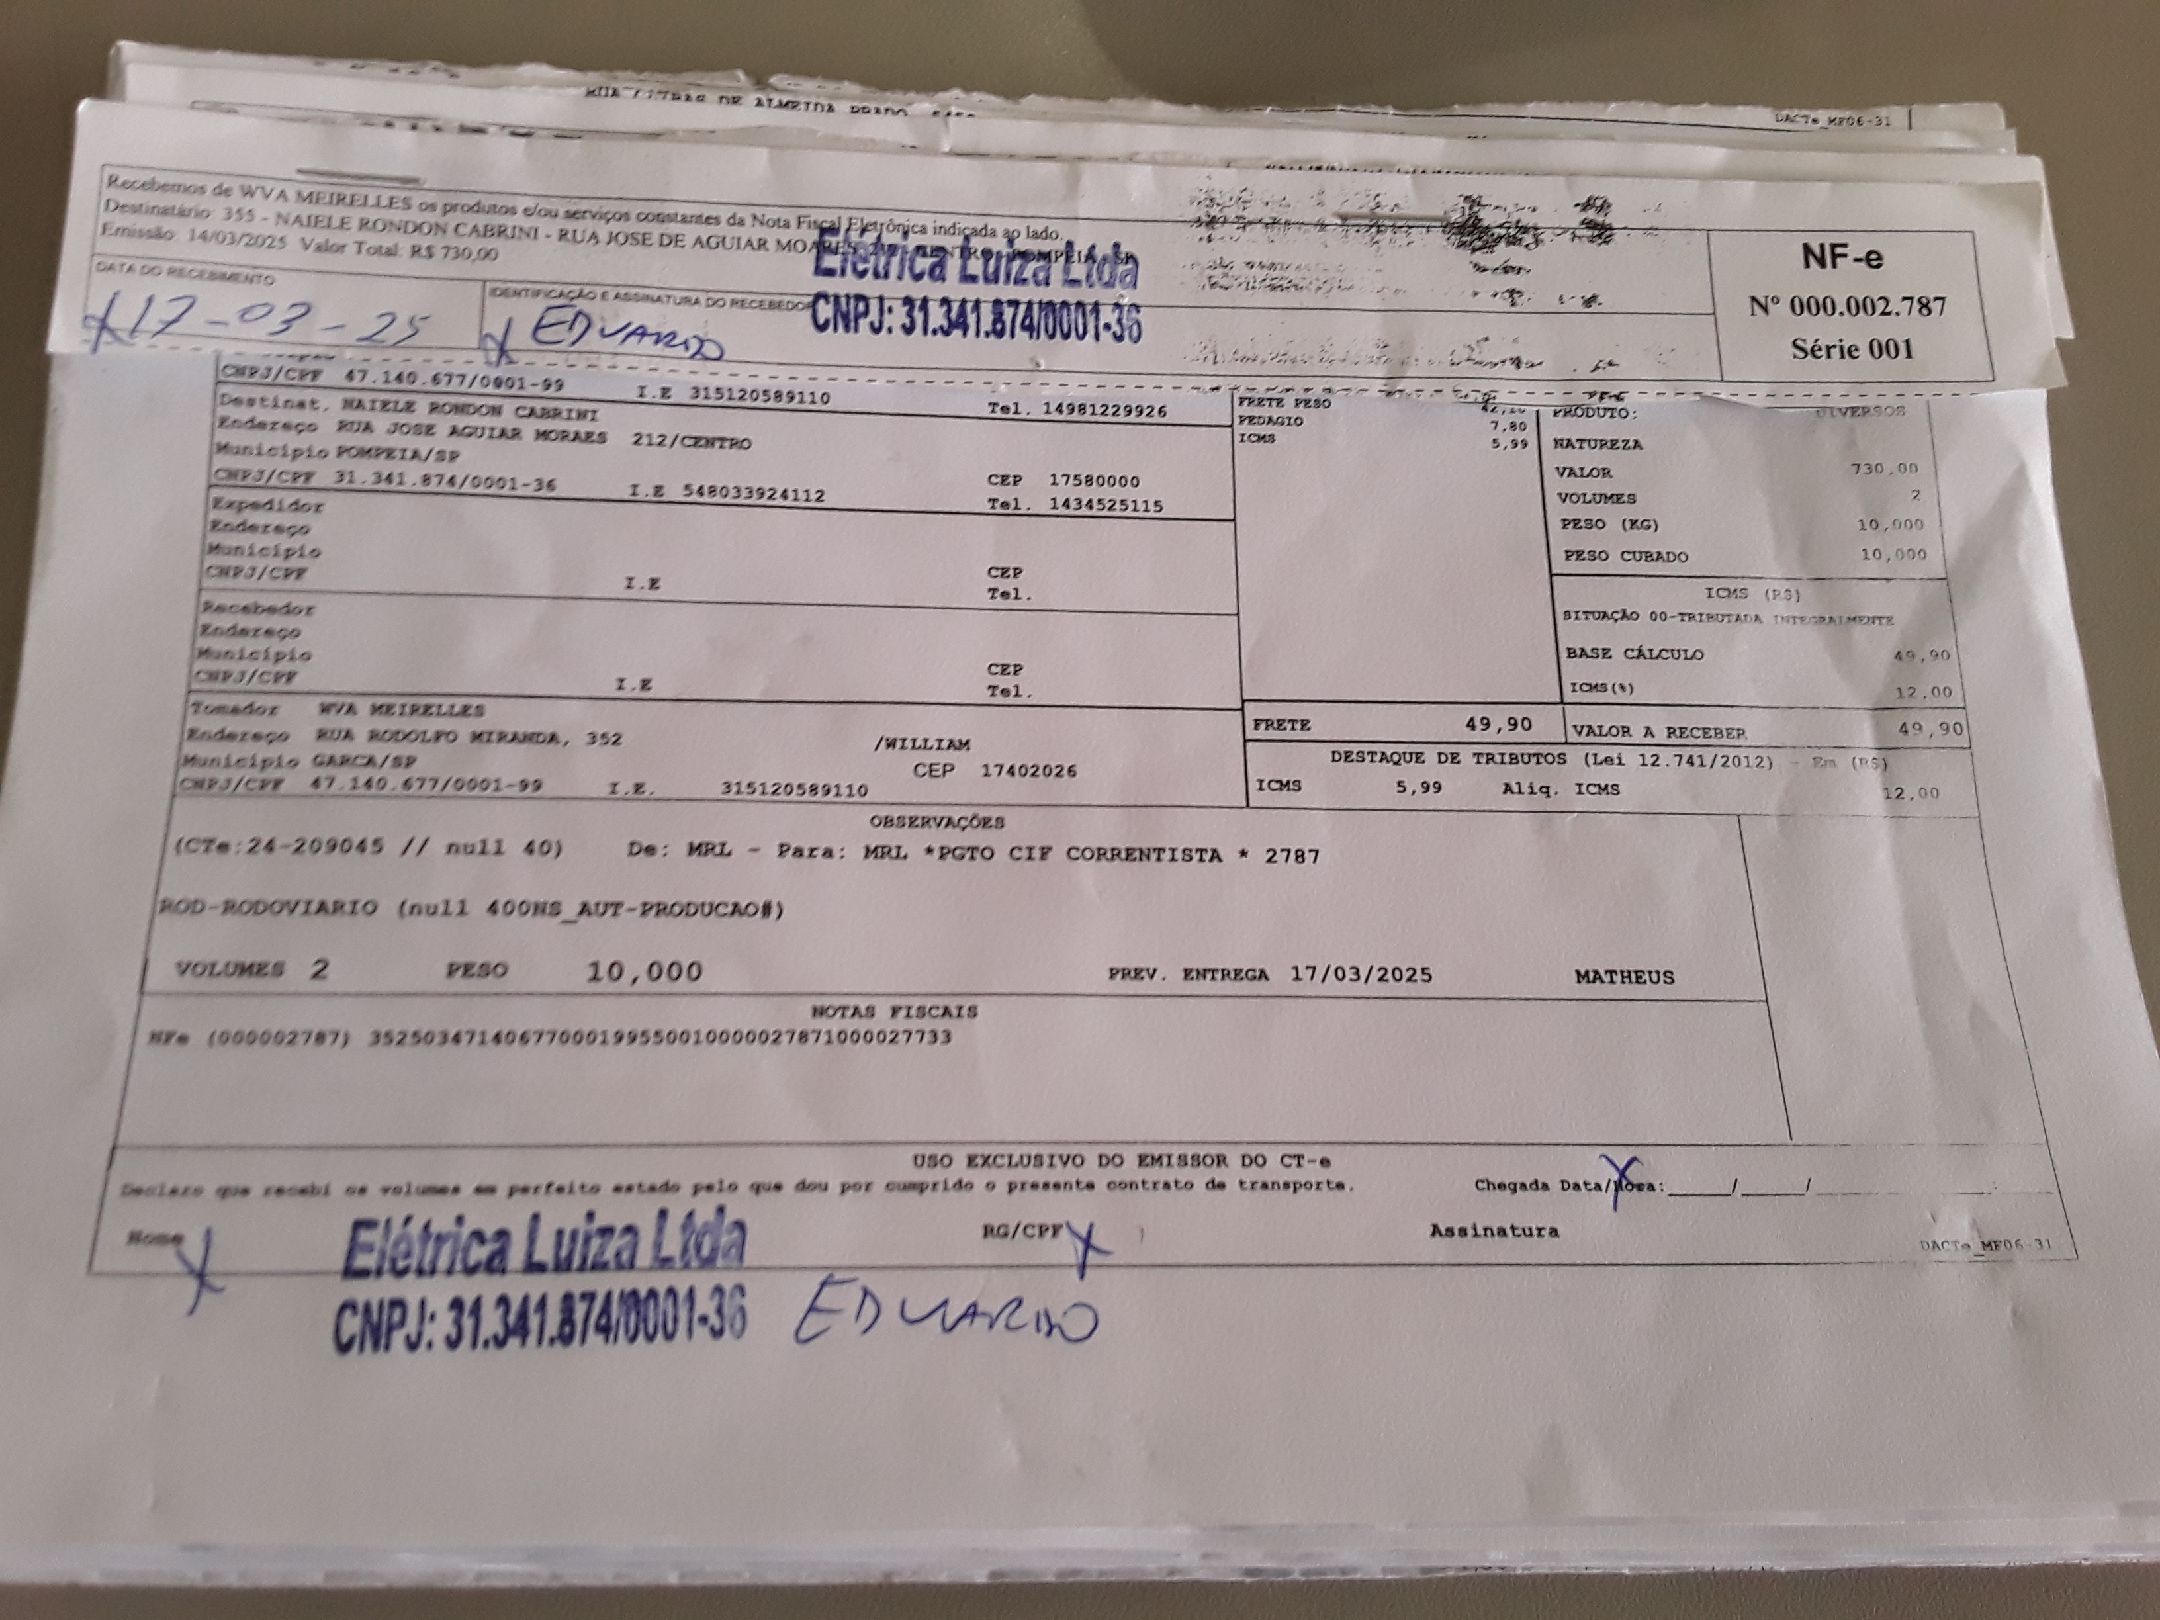 RUA DE ALMEIDA PRADO,
DACTe_MF06-31
Recebemos de WVA MEIRELLES os produtos e/ou serviços constantes da Nota Fiscal Eletrônica indicada ao lado.
Destinatário: 355 - NAIELE RONDON CABRINI - RUA JOSE DE AGUIAR MOARES, CENTRO - POMPEIA - SP
Emissão: 14/03/2025 Valor Total: R$ 730,00
Elétrica Luiza Ltda
CNPJ: 31.341.874/0001-36
DATA DO RECEBIMENTO
X 17-03-25
IDENTIFICAÇÃO E ASSINATURA DO RECEBEDOR
X EDUARDO
NF-e
Nº 000.002.787
Série 001
CNPJ/CPF 47.140.677/0001-99 I.E 315120589110 Tel. 14981229926
Destinat. NAIELE RONDON CABRINI
Endereço RUA JOSE AGUIAR MORAES 212/CENTRO
Município POMPEIA/SP CEP 17580000
CNPJ/CPF 31.341.874/0001-36 I.E 548033924112 Tel. 1434525115
Expedidor
Endereço
Município CEP
CNPJ/CPF I.E Tel.
Recebedor
Endereço
Município CEP
CNPJ/CPF I.E Tel.
Tomador WVA MEIRELLES
Endereço RUA RODOLFO MIRANDA, 352 /WILLIAM
Município GARCA/SP CEP 17402026
CNPJ/CPF 47.140.677/0001-99 I.E. 315120589110
FRETE PESO
PEDAGIO 7,80
ICMS 5,99
PRODUTO: DIVERSOS
NATUREZA
VALOR 730,00
VOLUMES 2
PESO (KG) 10,000
PESO CUBADO 10,000
ICMS (R$)
SITUAÇÃO 00-TRIBUTADA INTEGRALMENTE
BASE CÁLCULO 49,90
ICMS(%) 12,00
FRETE 49,90 VALOR A RECEBER 49,90
DESTAQUE DE TRIBUTOS (Lei 12.741/2012) - Em (R$)
ICMS 5,99 Aliq. ICMS 12,00
OBSERVAÇÕES
(CTe:24-209045 // null 40) De: MRL - Para: MRL *PGTO CIF CORRENTISTA * 2787
ROD-RODOVIARIO (null 400NS_AUT-PRODUCAO#)
VOLUMES 2 PESO 10,000 PREV. ENTREGA 17/03/2025 MATHEUS
NOTAS FISCAIS
NFe (000002787) 35250347140677000199550010000027871000027733
USO EXCLUSIVO DO EMISSOR DO CT-e
Declaro que recebi os volumes em perfeito estado pelo que dou por cumprido o presente contrato de transporte. Chegada Data/Hora:_____/_____/_____:_____
X
Nome X RG/CPF X Assinatura
DACTe_MF06-31
Elétrica Luiza Ltda
CNPJ: 31.341.874/0001-36
EDUARDO